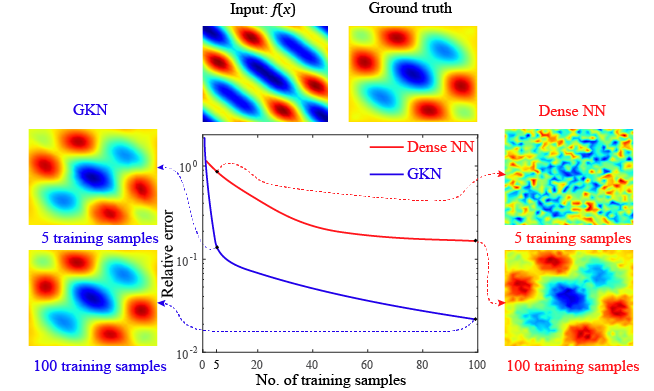 Input: f(x)
Ground truth
GKN
Dense NN
5 training samples
100 training samples
5 training samples
100 training samples
Dense NN
GKN
Relative error
10^0
10^-1
10^-2
0 5 20 40 60 80 100
No. of training samples